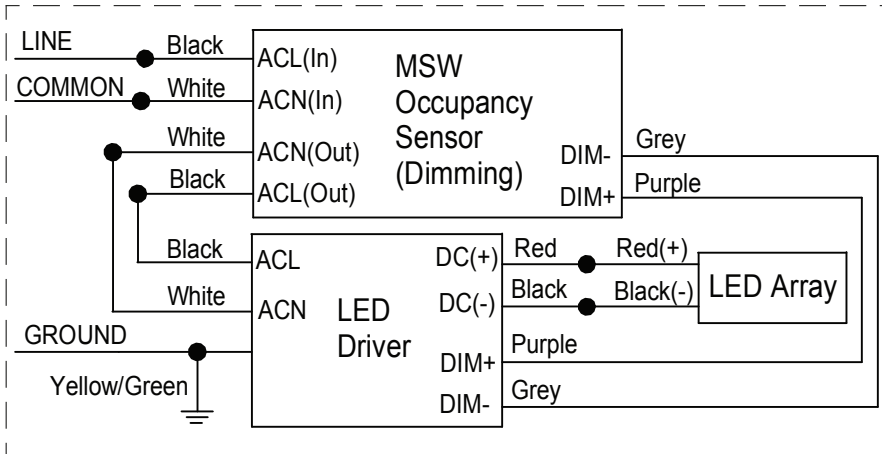 LINE
Black
ACL(In)
COMMON
White
ACN(In)
White
ACN(Out)
Black
ACL(Out)
MSW
Occupancy
Sensor
(Dimming)
DIM-
Grey
DIM+
Purple
Black
ACL
White
ACN
LED
Driver
GROUND
Yellow/Green
DC(+)
Red
Red(+)
DC(-)
Black
Black(-)
LED Array
DIM+
Purple
DIM-
Grey